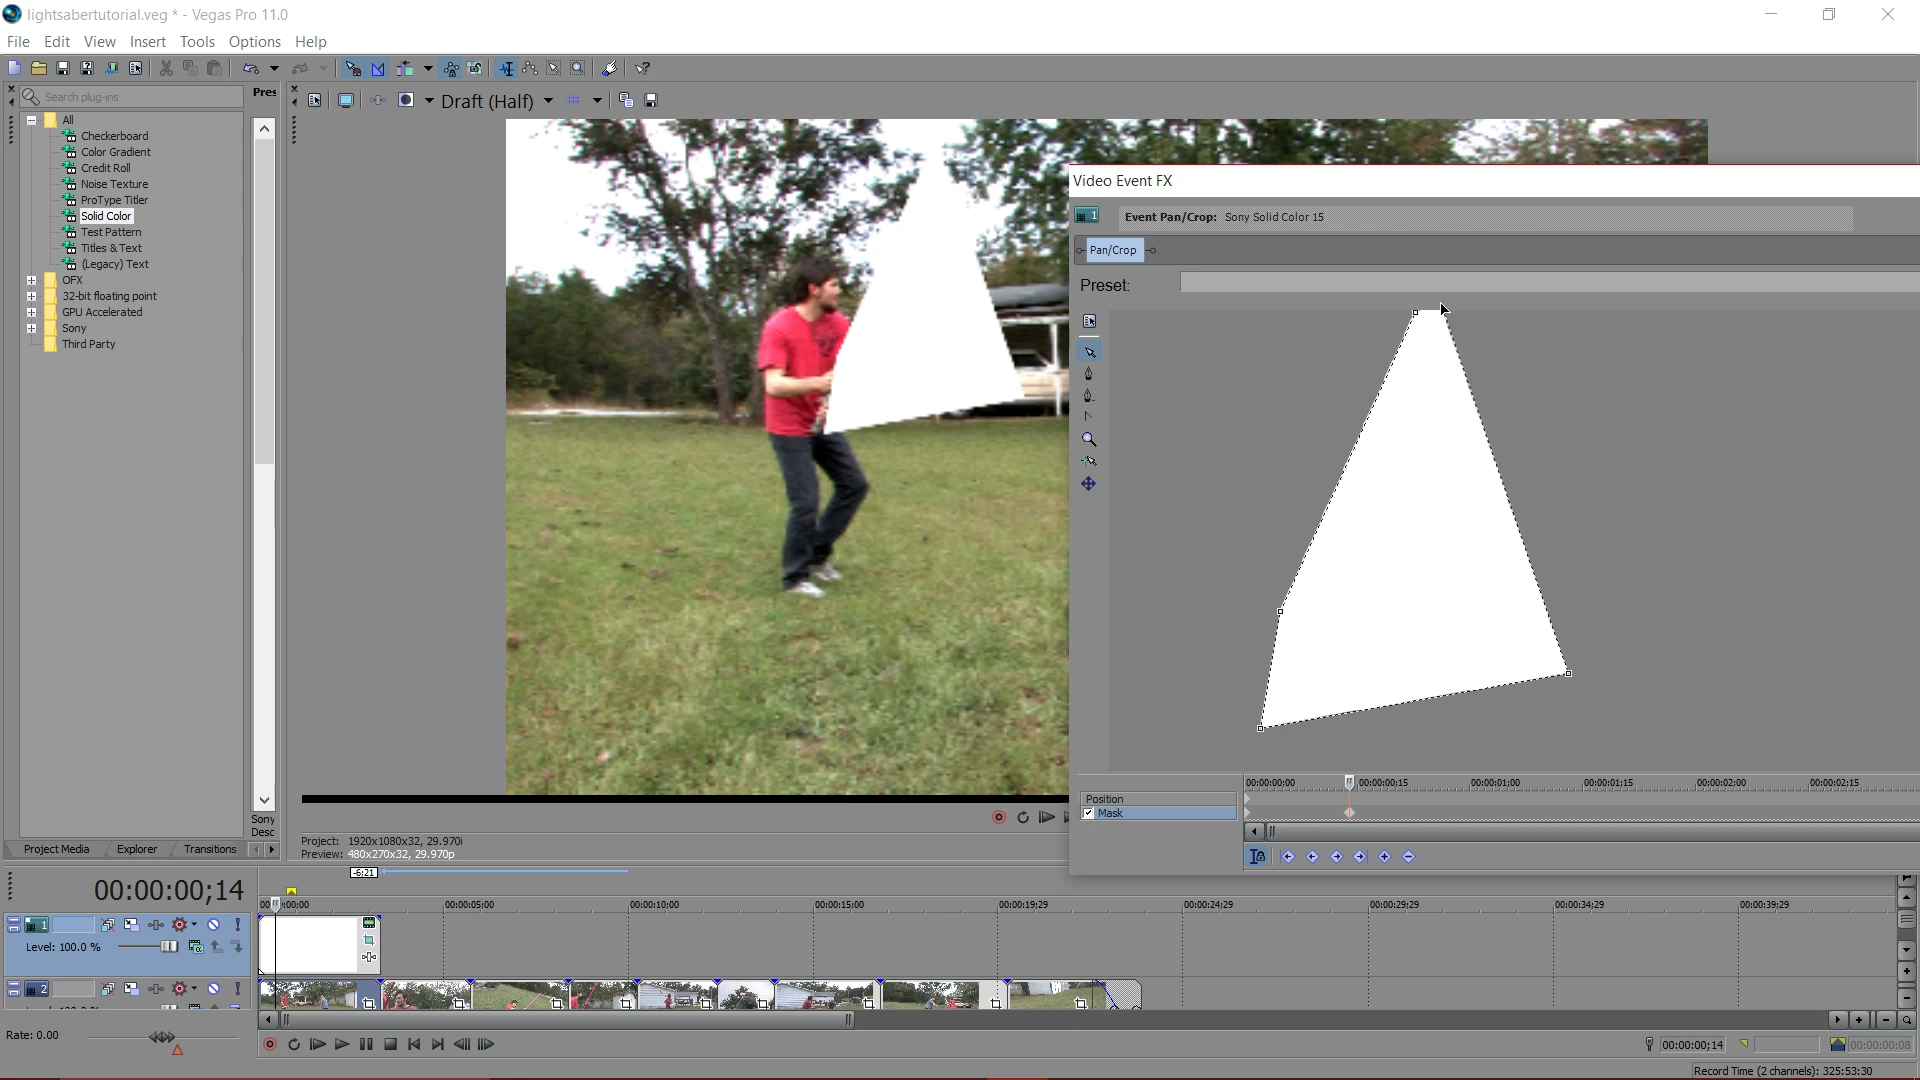 lightsabertutorial.veg * - Vegas Pro 11.0
File Edit View Insert Tools Options Help
Search plug-ins
Pres
Draft (Half)
All
Checkerboard
Color Gradient
Credit Roll
Noise Texture
ProType Titler
Solid Color
Test Pattern
Titles & Text
(Legacy) Text
OFX
32-bit floating point
GPU Accelerated
Sony
Third Party
Sony
Desc
Project Media Explorer Transitions
Video Event FX
1
Event Pan/Crop: Sony Solid Color 15
Pan/Crop
Preset:
00:00:00;00 00:00:00;15 00:00:01;00 00:00:01;15 00:00:02;00 00:00:02;15
Position
Mask
Project: 1920x1080x32, 29.970i
Preview: 480x270x32, 29.970p
-6;21
00:00:00;14
00:00:05;00 00:00:10;00 00:00:15;00 00:00:19;29 00:00:24;29 00:00:29;29 00:00:34;29 00:00:39;29
1
Level: 100.0 %
2
Rate: 0.00
00:00:00;14
00:00:00;08
Record Time (2 channels): 325:53:30